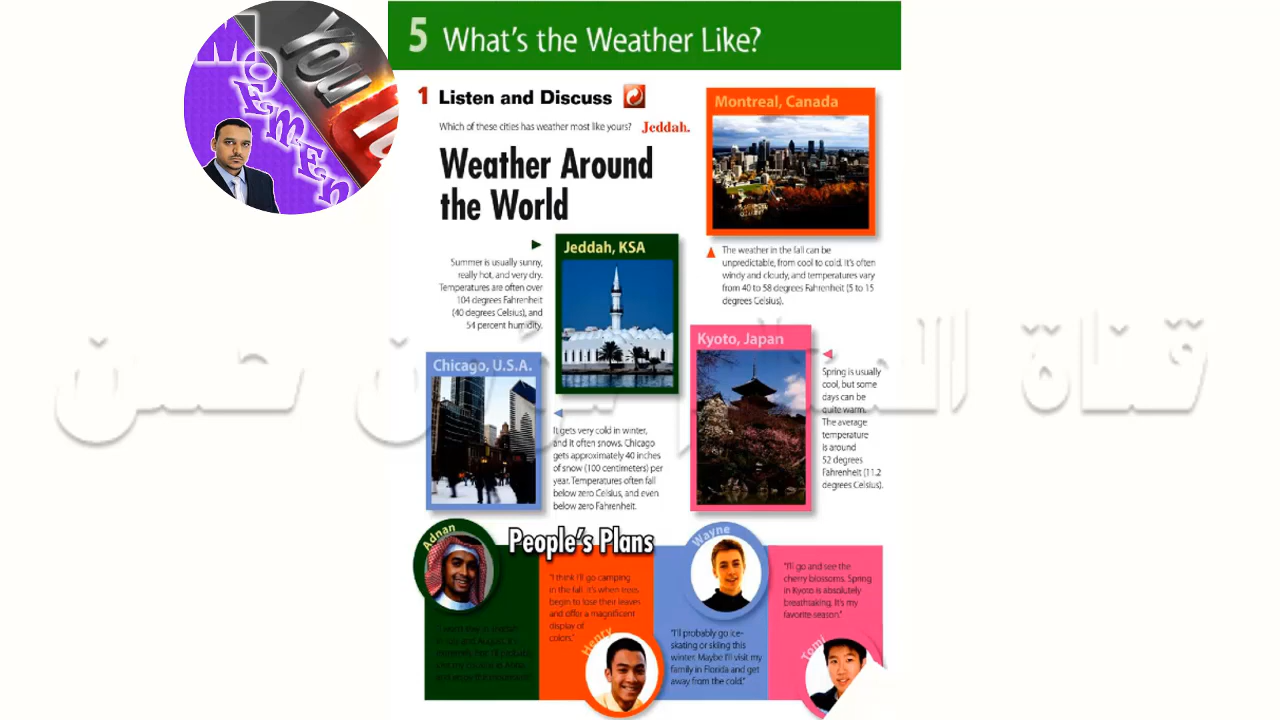 5 What's the Weather Like?
1 Listen and Discuss
Which of these cities has weather most like yours? Jeddah.
Weather Around
the World
Montreal, Canada
The weather in the fall can be
unpredictable, from cool to cold. It's often
windy and cloudy, and temperatures vary
from 40 to 58 degrees Fahrenheit (5 to 15
degrees Celsius).
Jeddah, KSA
Summer is usually sunny,
really hot, and very dry.
Temperatures are often over
104 degrees Fahrenheit
(40 degrees Celsius), and
54 percent humidity.
Kyoto, Japan
Spring is usually
cool, but some
days can be
quite warm.
The average
temperature
is around
52 degrees
Fahrenheit (11.2
degrees Celsius).
Chicago, U.S.A.
It gets very cold in winter,
and it often snows. Chicago
gets approximately 40 inches
of snow (100 centimeters) per
year. Temperatures often fall
below zero Celsius, and even
below zero Fahrenheit.
People's Plans
Adnan
"I think I'll go camping
in the fall. It's when trees
begin to lose their leaves
and offer a magnificent
display of
colors."
Henry
Wayne
"I'll probably go ice-
skating or skiing this
winter. Maybe I'll visit my
family in Florida and get
away from the cold."
"I'll go and see the
cherry blossoms. Spring
in Kyoto is absolutely
breathtaking. It's my
favorite season."
Tomi
MOEMEN
YOU
قناة حسن